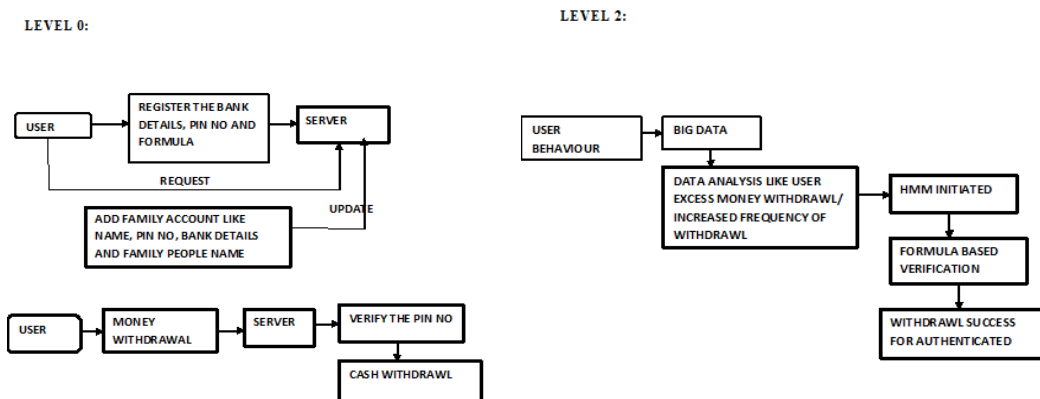 LEVEL 0:
USER
REGISTER THE BANK
DETAILS, PIN NO AND
FORMULA
SERVER
REQUEST
UPDATE
ADD FAMILY ACCOUNT LIKE
NAME, PIN NO, BANK DETAILS
AND FAMILY PEOPLE NAME
USER
MONEY
WITHDRAWAL
SERVER
VERIFY THE PIN NO
CASH WITHDRAWL
LEVEL 2:
USER
BEHAVIOUR
BIG DATA
DATA ANALYSIS LIKE USER
EXCESS MONEY WITHDRAWL/
INCREASED FREQUENCY OF
WITHDRAWL
HMM INITIATED
FORMULA BASED
VERIFICATION
WITHDRAWL SUCCESS
FOR AUTHENTICATED